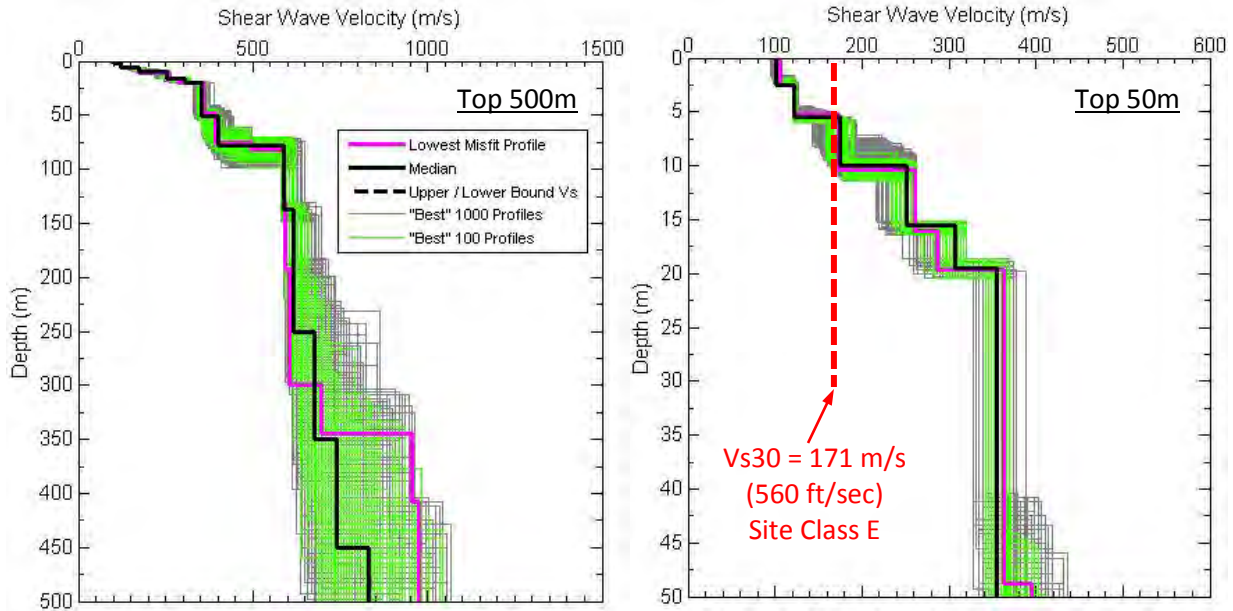 Shear Wave Velocity (m/s)
0 500 1000 1500
Top 500m
Lowest Misfit Profile
Median
Upper / Lower Bound Vs
"Best" 1000 Profiles
"Best" 100 Profiles
Depth (m)
0
50
100
150
200
250
300
350
400
450
500
Shear Wave Velocity (m/s)
0 100 200 300 400 500 600
Top 50m
Depth (m)
0
5
10
15
20
25
30
35
40
45
50
Vs30 = 171 m/s
(560 ft/sec)
Site Class E